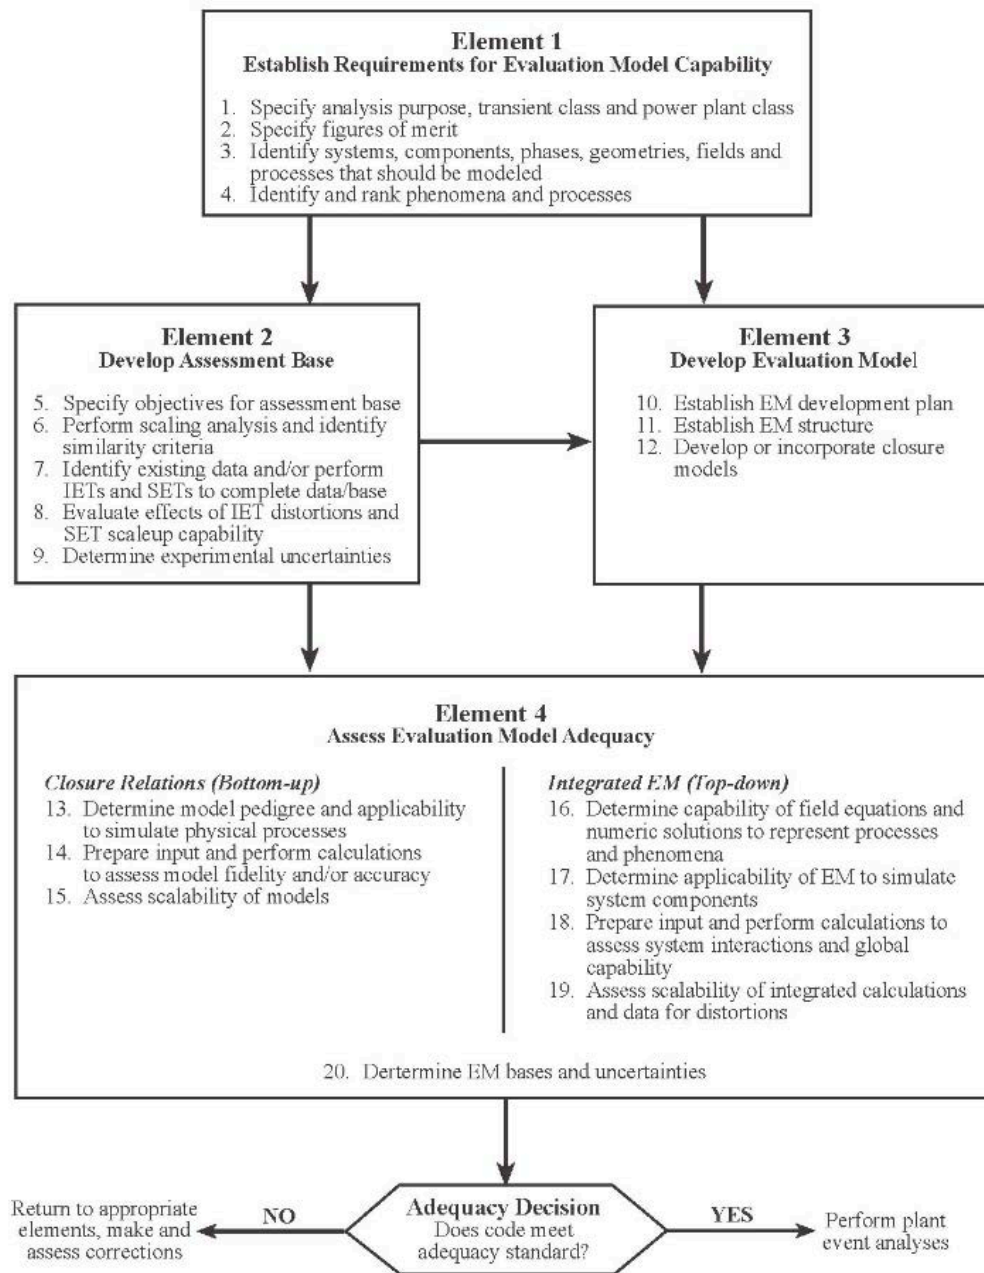 Element 1
Establish Requirements for Evaluation Model Capability
1. Specify analysis purpose, transient class and power plant class
2. Specify figures of merit
3. Identify systems, components, phases, geometries, fields and
processes that should be modeled
4. Identify and rank phenomena and processes
Element 2
Develop Assessment Base
5. Specify objectives for assessment base
6. Perform scaling analysis and identify
similarity criteria
7. Identify existing data and/or perform
IETs and SETs to complete data/base
8. Evaluate effects of IET distortions and
SET scaleup capability
9. Determine experimental uncertainties
Element 3
Develop Evaluation Model
10. Establish EM development plan
11. Establish EM structure
12. Develop or incorporate closure
models
Element 4
Assess Evaluation Model Adequacy
Closure Relations (Bottom-up)
13. Determine model pedigree and applicability
to simulate physical processes
14. Prepare input and perform calculations
to assess model fidelity and/or accuracy
15. Assess scalability of models
Integrated EM (Top-down)
16. Determine capability of field equations and
numeric solutions to represent processes
and phenomena
17. Determine applicability of EM to simulate
system components
18. Prepare input and perform calculations to
assess system interactions and global
capability
19. Assess scalability of integrated calculations
and data for distortions
20. Dertermine EM bases and uncertainties
Adequacy Decision
Does code meet
adequacy standard?
NO
Return to appropriate
elements, make and
assess corrections
YES
Perform plant
event analyses